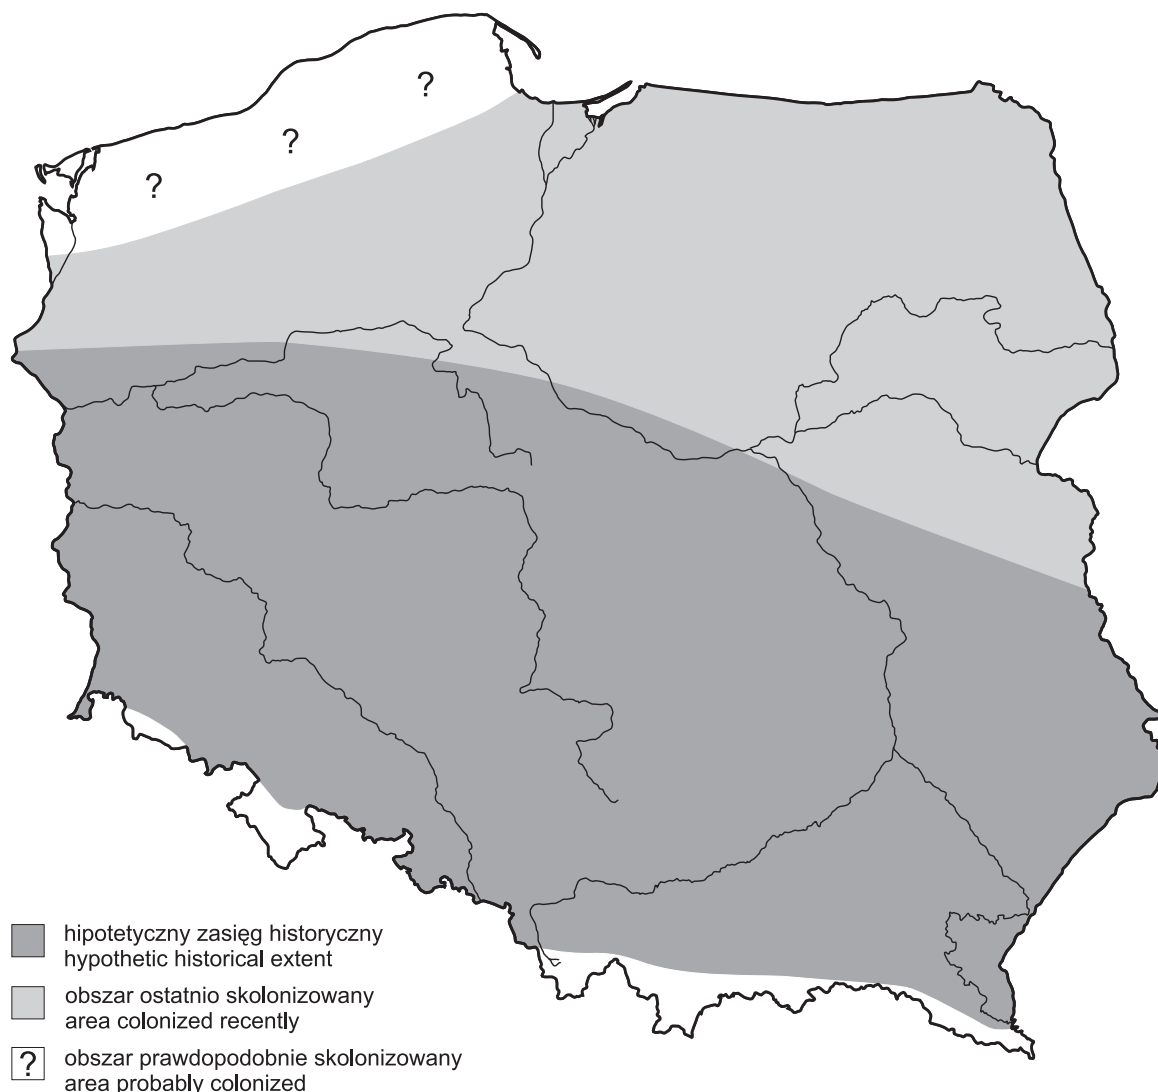 ?
?
?
hipotetyczny zasięg historyczny
hypothetic historical extent
obszar ostatnio skolonizowany
area colonized recently
? obszar prawdopodobnie skolonizowany
area probably colonized